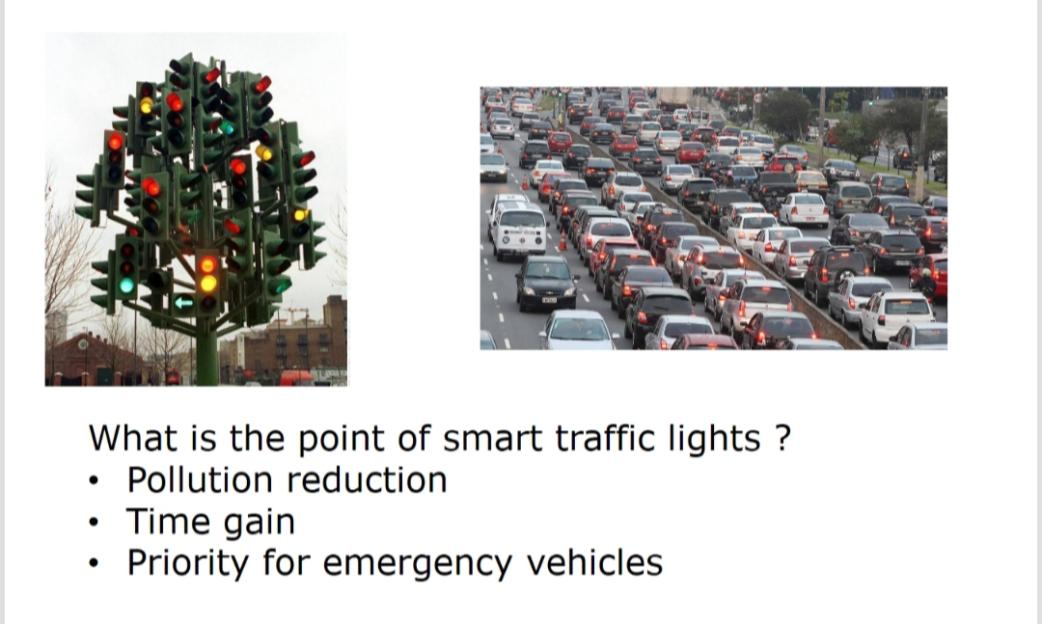 What is the point of smart traffic lights ?
• Pollution reduction
• Time gain
• Priority for emergency vehicles